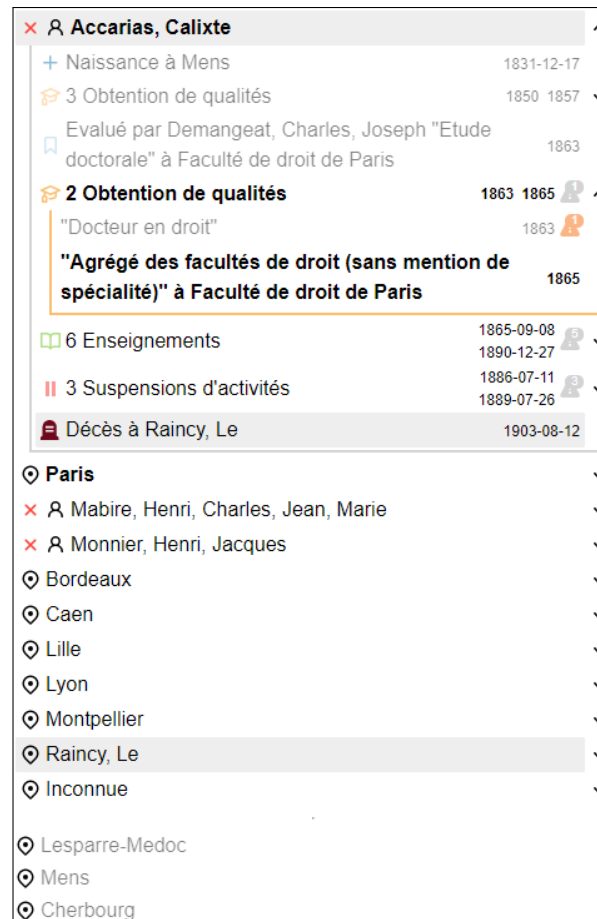 Accarias, Calixte
Naissance à Mens 1831-12-17
3 Obtention de qualités 1850 1857
Evalué par Demangeat, Charles, Joseph "Etude
doctorale" à Faculté de droit de Paris 1863
2 Obtention de qualités 1863 1865 1
"Docteur en droit" 1863 1
"Agrégé des facultés de droit (sans mention de
spécialité)" à Faculté de droit de Paris 1865
6 Enseignements 1865-09-08 5
1890-12-27
3 Suspensions d'activités 1886-07-11 3
1889-07-26
Décès à Raincy, Le 1903-08-12
Paris
Mabire, Henri, Charles, Jean, Marie
Monnier, Henri, Jacques
Bordeaux
Caen
Lille
Lyon
Montpellier
Raincy, Le
Inconnue
Lesparre-Medoc
Mens
Cherbourg